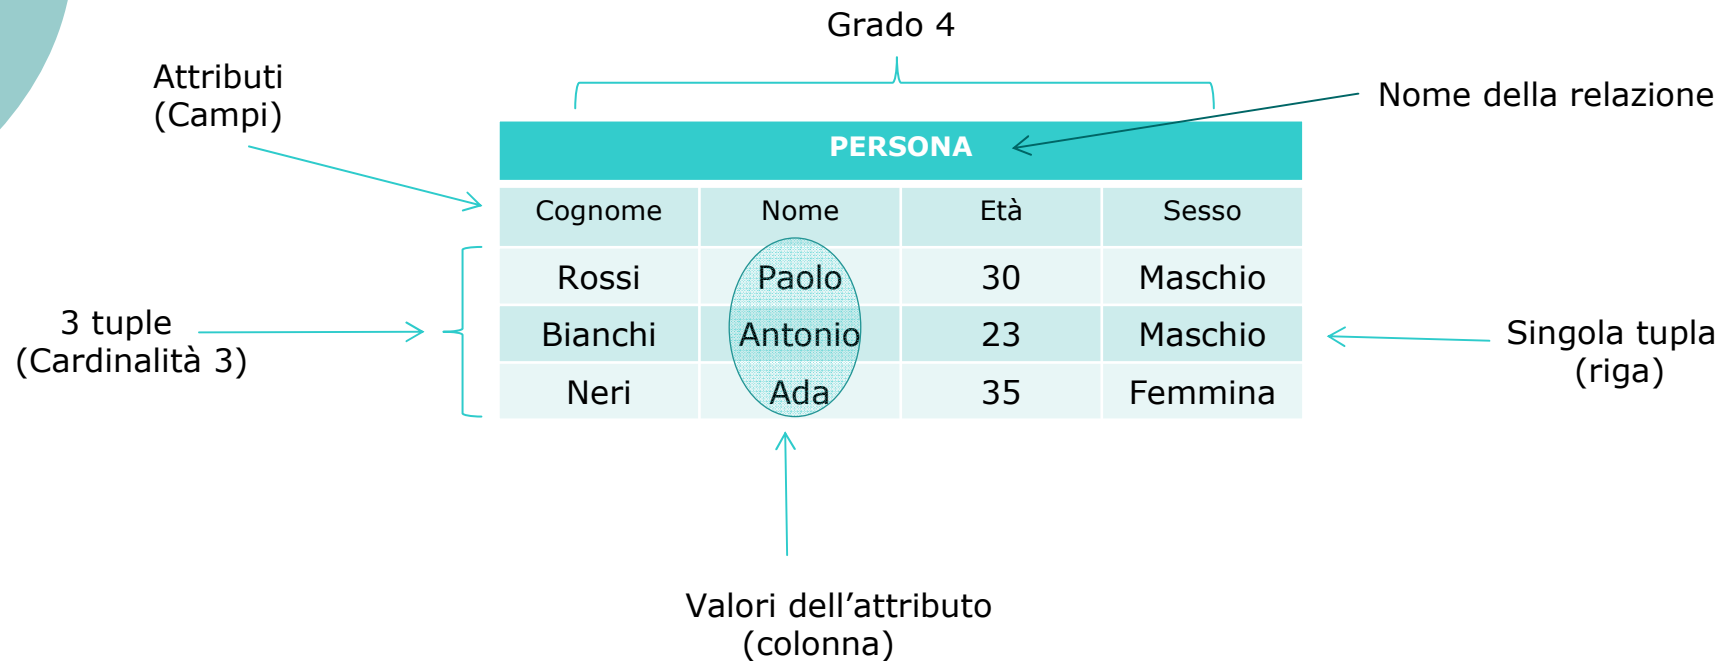 Grado 4
Attributi
(Campi)
Nome della relazione
PERSONA
Cognome Nome Età Sesso
Rossi Paolo 30 Maschio
Bianchi Antonio 23 Maschio
Neri Ada 35 Femmina
3 tuple
(Cardinalità 3)
Singola tupla
(riga)
Valori dell’attributo
(colonna)